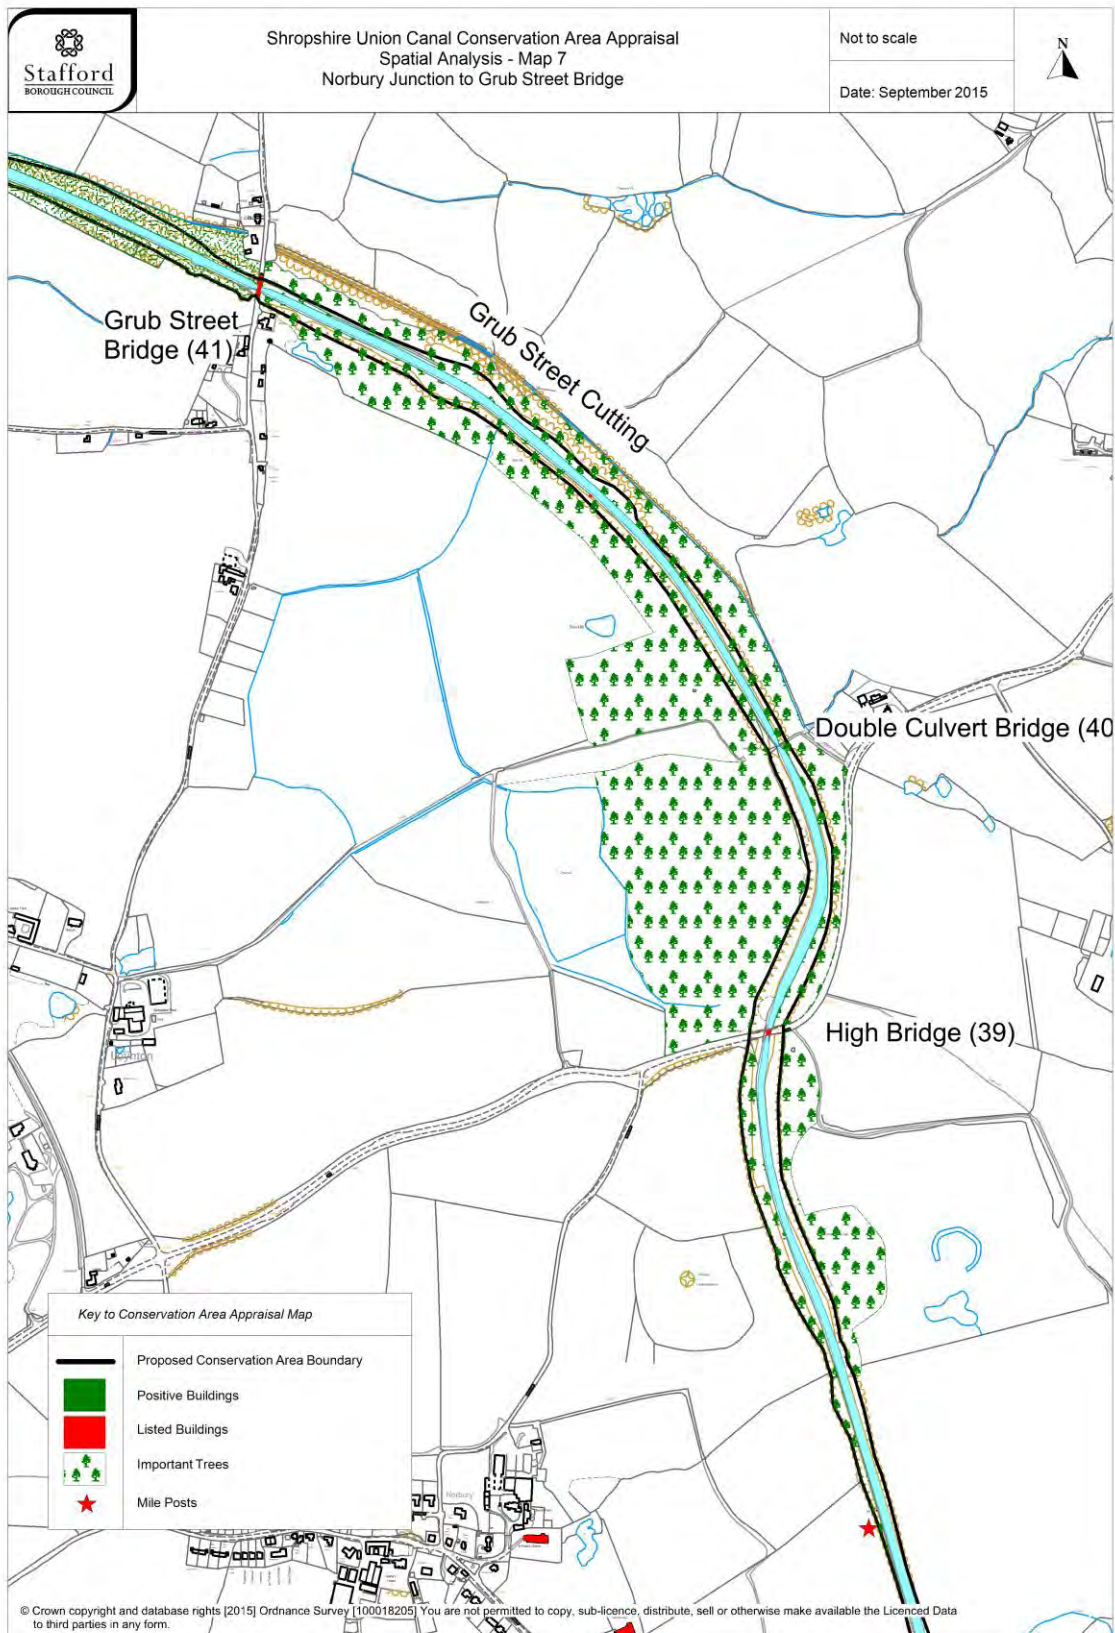 Stafford
BOROUGH COUNCIL
Shropshire Union Canal Conservation Area Appraisal
Spatial Analysis - Map 7
Norbury Junction to Grub Street Bridge
Not to scale
Date: September 2015
N
Grub Street
Bridge (41)
Grub Street Cutting
Double Culvert Bridge (40
High Bridge (39)
Key to Conservation Area Appraisal Map
Proposed Conservation Area Boundary
Positive Buildings
Listed Buildings
Important Trees
Mile Posts
Norbury
© Crown copyright and database rights [2015] Ordnance Survey [100018205] You are not permitted to copy, sub-licence, distribute, sell or otherwise make available the Licenced Data
to third parties in any form.